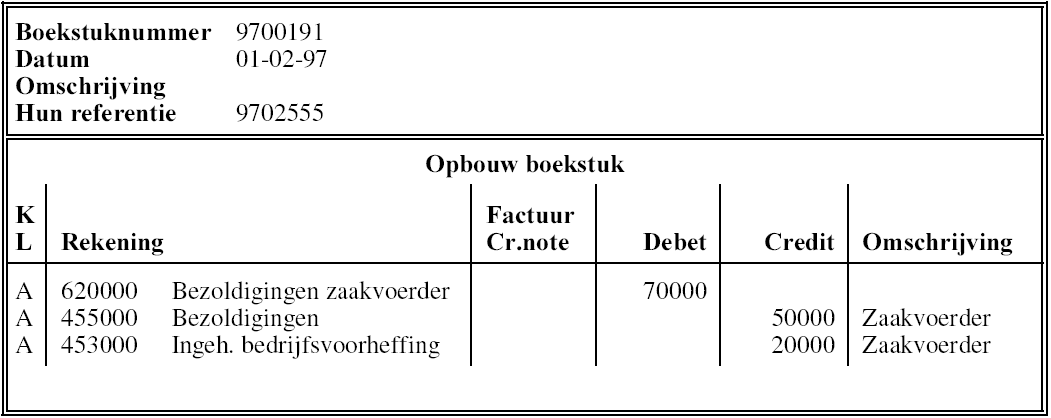 Boekstuknummer 9700191
Datum 01-02-97
Omschrijving
Hun referentie 9702555
Opbouw boekstuk
K Factuur
L Rekening Cr.note Debet Credit Omschrijving
A 620000 Bezoldigingen zaakvoerder 70000
A 455000 Bezoldigingen 50000 Zaakvoerder
A 453000 Ingeh. bedrijfsvoorheffing 20000 Zaakvoerder